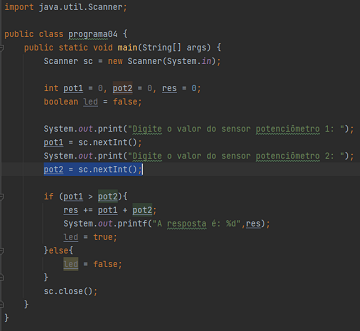 import java.util.Scanner;
public class programa04 {
public static void main(String[] args) {
Scanner sc = new Scanner(System.in);
int pot1 = 0, pot2 = 0, res = 0;
boolean led = false;
System.out.print("Digite o valor do sensor potenciômetro 1: ");
pot1 = sc.nextInt();
System.out.print("Digite o valor do sensor potenciômetro 2: ");
pot2 = sc.nextInt();
if (pot1 > pot2){
res += pot1 + pot2;
System.out.printf("A resposta é: %d",res);
led = true;
}else{
led = false;
}
sc.close();
}
}